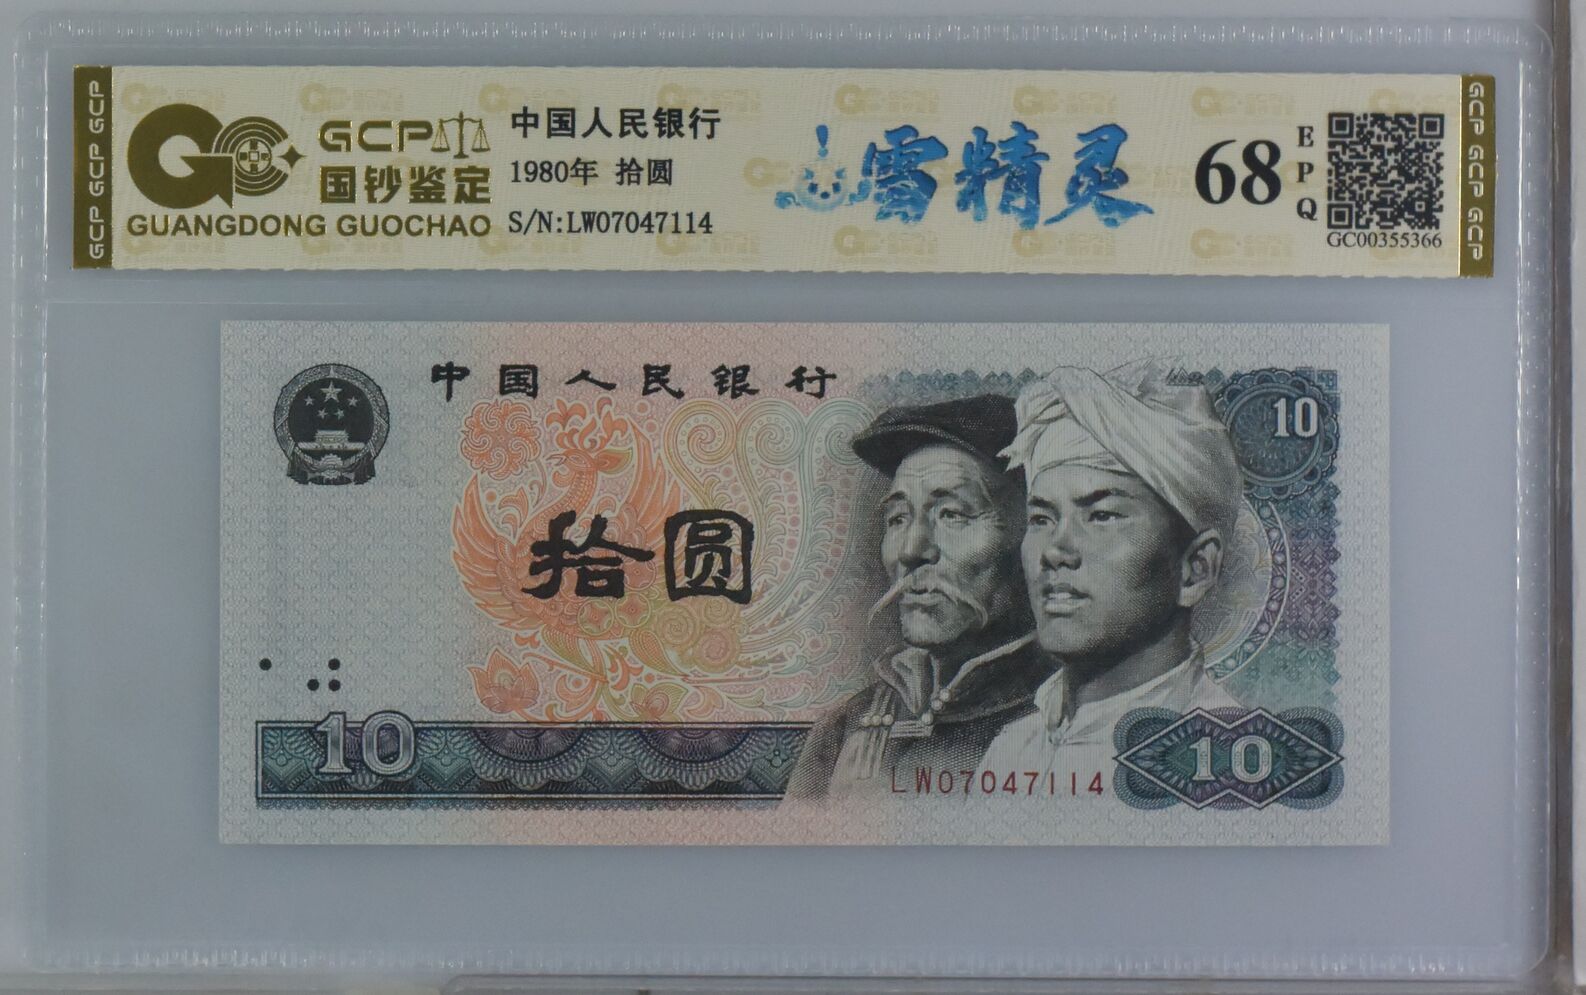 GCP GCP GCP
GCP
国钞鉴定
GUANGDONG GUOCHAO
中国人民银行
1980年 拾圆
S/N:LW07047114
雪精灵
68
EPQ
GC00355366
GCP GCP GCP
中国人民银行
10
拾圆
10
LW07047114
10